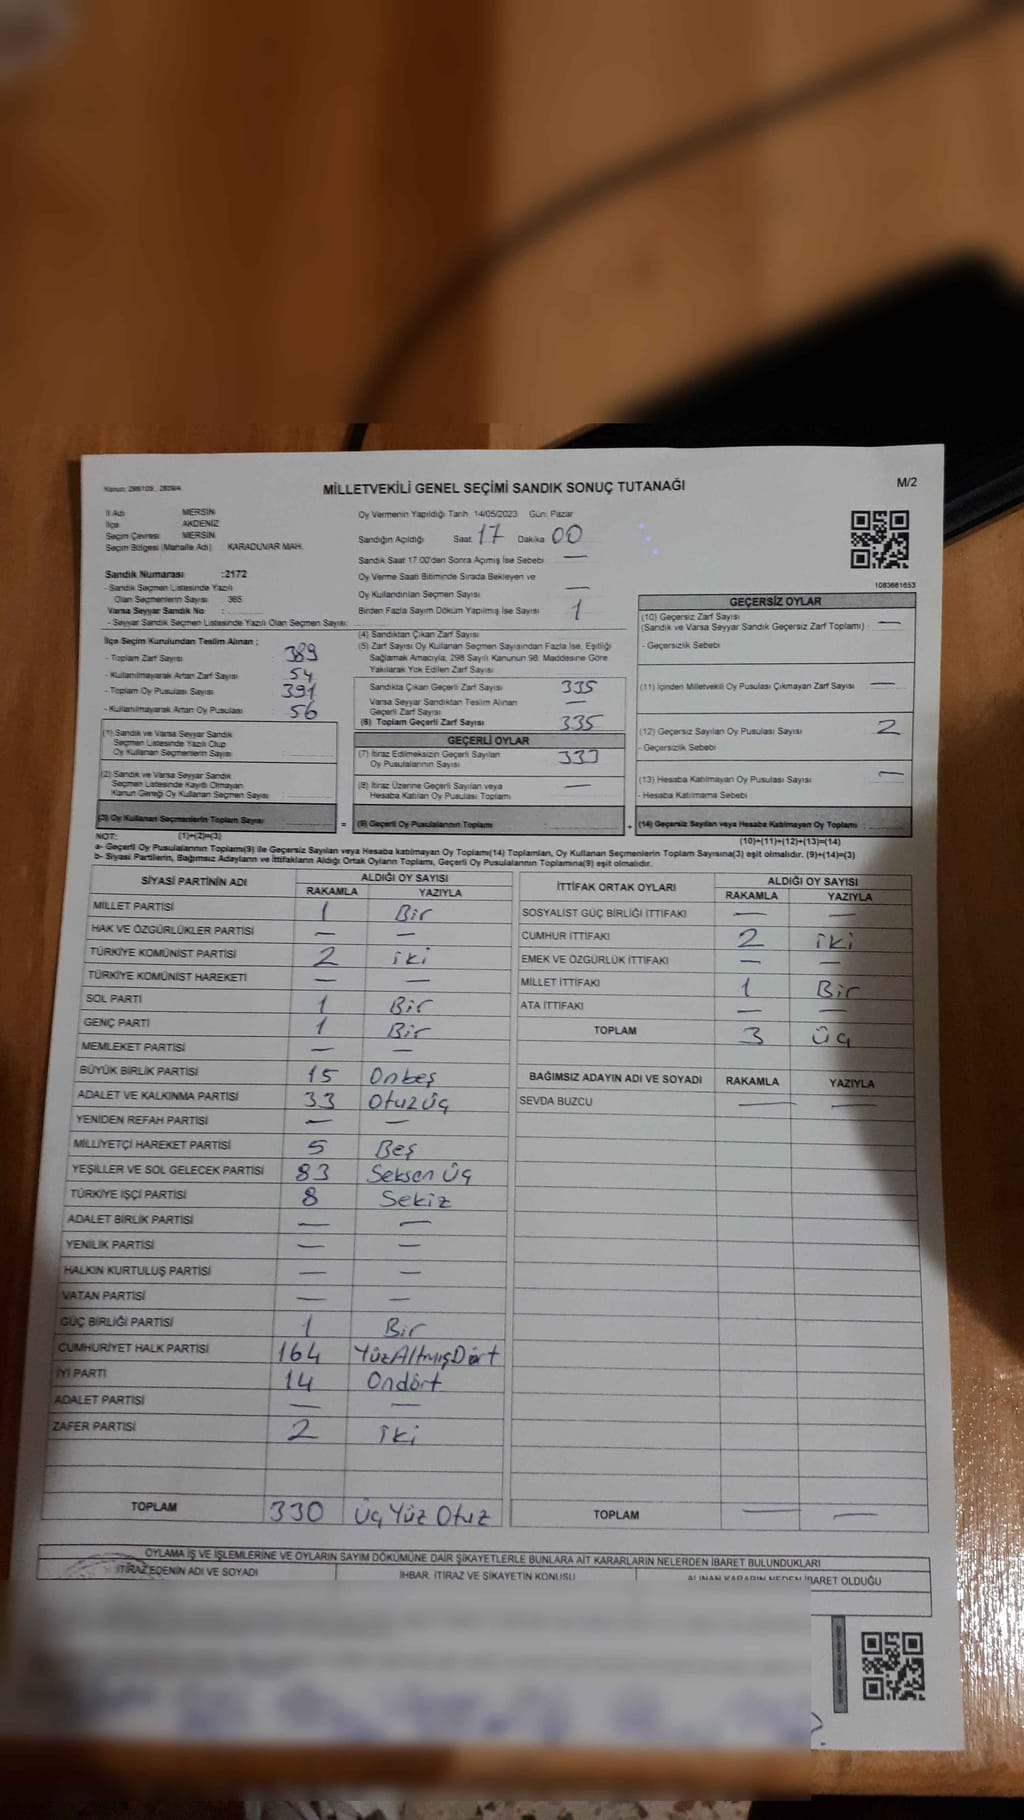 Kanun: 298/105, 2839/4
MİLLETVEKİLİ GENEL SEÇİMİ SANDIK SONUÇ TUTANAĞI
M/2
İl Adı MERSİN
İlçe AKDENİZ
Seçim Çevresi MERSİN
Seçim Bölgesi (Mahalle Adı) KARADUVAR MAH.
Oy Vermenin Yapıldığı Tarih 14/05/2023 Gün: Pazar
Sandığın Açıldığı Saat 17 Dakika 00
Sandık Saat 17:00'den Sonra Açımış İse Sebebi —
Oy Verme Saati Bitiminde Sırada Bekleyen ve
Oy Kullandırılan Seçmen Sayısı —
Birden Fazla Sayım Döküm Yapılmış İse Sayısı 1
Sandık Numarası :2172
- Sandık Seçmen Listesinde Yazılı
Olan Seçmenlerin Sayısı 365
Varsa Seyyar Sandık No :
- Seyyar Sandık Seçmen Listesinde Yazılı Olan Seçmen Sayısı:
1083681653
İlçe Seçim Kurulundan Teslim Alınan ;
- Toplam Zarf Sayısı 389
- Kullanılmayarak Artan Zarf Sayısı 54
- Toplam Oy Pusulası Sayısı 391
- Kullanılmayarak Artan Oy Pusulası 56
(1) Sandık ve Varsa Seyyar Sandık
Seçmen Listesinde Yazılı Olup
Oy Kullanan Seçmenlerin Sayısı
(2) Sandık ve Varsa Seyyar Sandık
Seçmen Listesinde Kayıtlı Olmayan
Kanun Gereği Oy Kullanan Seçmen Sayısı :
(3) Oy Kullanan Seçmenlerin Toplam Sayısı =
(4) Sandıktan Çıkan Zarf Sayısı
(5) Zarf Sayısı Oy Kullanan Seçmen Sayısından Fazla İse, Eşitliği
Sağlamak Amacıyla, 298 Sayılı Kanunun 98. Maddesine Göre
Yakılarak Yok Edilen Zarf Sayısı
Sandıkta Çıkan Geçerli Zarf Sayısı 335
Varsa Seyyar Sandıktan Teslim Alınan
Geçerli Zarf Sayısı —
(6) Toplam Geçerli Zarf Sayısı 335
GEÇERLİ OYLAR
(7) İtiraz Edilmeksizin Geçerli Sayılan
Oy Pusulalarının Sayısı 333
(8) İtiraz Üzerine Geçerli Sayılan veya
Hesaba Katılan Oy Pusulası Toplamı —
(9) Geçerli Oy Pusulalarının Toplamı +
GEÇERSİZ OYLAR
(10) Geçersiz Zarf Sayısı
(Sandık ve Varsa Seyyar Sandık Geçersiz Zarf Toplamı) —
- Geçersizlik Sebebi
(11) İçinden Milletvekili Oy Pusulası Çıkmayan Zarf Sayısı —
(12) Geçersiz Sayılan Oy Pusulası Sayısı 2
- Geçersizlik Sebebi
(13) Hesaba Katılmayan Oy Pusulası Sayısı —
- Hesaba Katılmama Sebebi
(14) Geçersiz Sayılan veya Hesaba Katılmayan Oy Toplamı :
NOT: (1)+(2)=(3) (10)+(11)+(12)+(13)=(14)
a- Geçerli Oy Pusulalarının Toplamı(9) ile Geçersiz Sayılan veya Hesaba katılmayan Oy Toplamı(14) Toplamları, Oy Kullanan Seçmenlerin Toplam Sayısına(3) eşit olmalıdır. (9)+(14)=(3)
b- Siyasi Partilerin, Bağımsız Adayların ve İttifakların Aldığı Ortak Oyların Toplamı, Geçerli Oy Pusulalarının Toplamına(9) eşit olmalıdır.
SİYASİ PARTİNİN ADI ALDIĞI OY SAYISI
RAKAMLA YAZIYLA
MİLLET PARTİSİ 1 Bir
HAK VE ÖZGÜRLÜKLER PARTİSİ — —
TÜRKİYE KOMÜNİST PARTİSİ 2 iki
TÜRKİYE KOMÜNİST HAREKETİ — —
SOL PARTİ 1 Bir
GENÇ PARTİ 1 Bir
MEMLEKET PARTİSİ — —
BÜYÜK BİRLİK PARTİSİ 15 Onbeş
ADALET VE KALKINMA PARTİSİ 33 Otuzüç
YENİDEN REFAH PARTİSİ — —
MİLLİYETÇİ HAREKET PARTİSİ 5 Beş
YEŞİLLER VE SOL GELECEK PARTİSİ 83 Seksen Üç
TÜRKİYE İŞÇİ PARTİSİ 8 Sekiz
ADALET BİRLİK PARTİSİ — —
YENİLİK PARTİSİ — —
HALKIN KURTULUŞ PARTİSİ — —
VATAN PARTİSİ — —
GÜÇ BİRLİĞİ PARTİSİ 1 Bir
CUMHURİYET HALK PARTİSİ 164 YüzAltmışDört
İYİ PARTİ 14 Ondört
ADALET PARTİSİ — —
ZAFER PARTİSİ 2 iki
TOPLAM 330 Üç Yüz Otuz
İTTİFAK ORTAK OYLARI ALDIĞI OY SAYISI
RAKAMLA YAZIYLA
SOSYALİST GÜÇ BİRLİĞİ İTTİFAKI — —
CUMHUR İTTİFAKI 2 iki
EMEK VE ÖZGÜRLÜK İTTİFAKI — —
MİLLET İTTİFAKI 1 Bir
ATA İTTİFAKI — —
TOPLAM 3 Üç
BAĞIMSIZ ADAYIN ADI VE SOYADI RAKAMLA YAZIYLA
SEVDA BUZCU — —
TOPLAM — —
OYLAMA İŞ VE İŞLEMLERİNE VE OYLARIN SAYIM DÖKÜMÜNE DAİR ŞİKAYETLERLE BUNLARA AİT KARARLARIN NELERDEN İBARET BULUNDUKLARI
İTİRAZ EDENİN ADI VE SOYADI İHBAR, İTİRAZ VE ŞİKAYETİN KONUSU ALINAN KARARIN NEDEN İBARET OLDUĞU